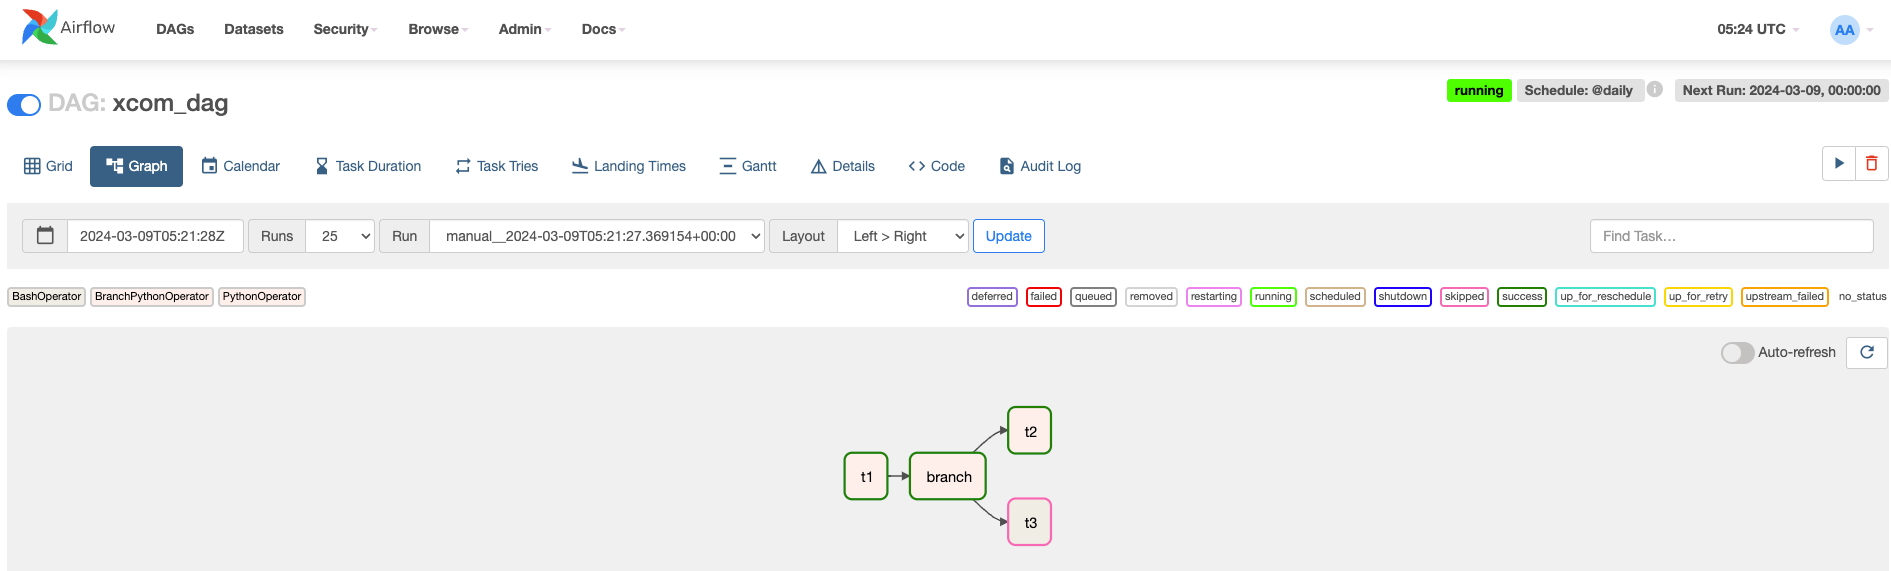 Airflow DAGs Datasets Security Browse Admin Docs 05:24 UTC AA
running Schedule: @daily i Next Run: 2024-03-09, 00:00:00
DAG: xcom_dag
Grid Graph Calendar Task Duration Task Tries Landing Times Gantt Details Code Audit Log
2024-03-09T05:21:28Z Runs 25 Run manual__2024-03-09T05:21:27.369154+00:00 Layout Left > Right Update Find Task...
BashOperator BranchPythonOperator PythonOperator deferred failed queued removed restarting running scheduled shutdown skipped success up_for_reschedule up_for_retry upstream_failed no_status
Auto-refresh
t2
t1 branch
t3